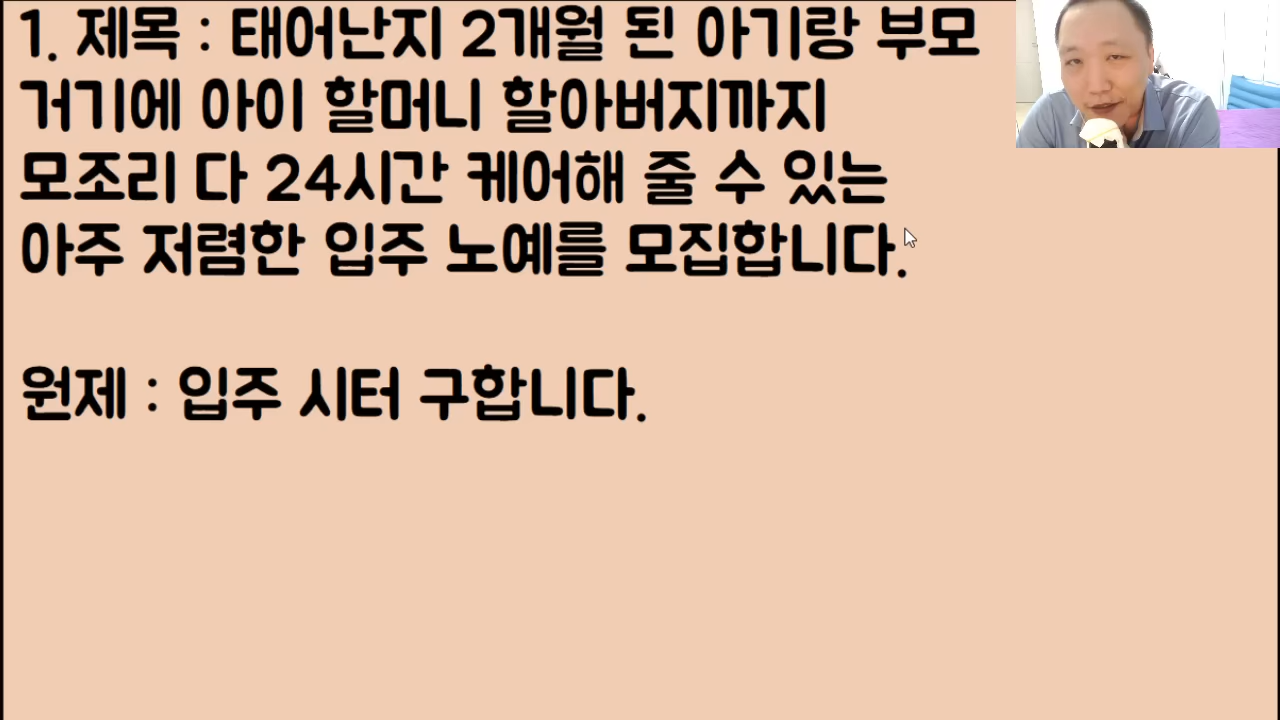 1. 제목 : 태어난지 2개월 된 아기랑 부모
거기에 아이 할머니 할아버지까지
모조리 다 24시간 케어해 줄 수 있는
아주 저렴한 입주 노예를 모집합니다.
원제 : 입주 시터 구합니다.